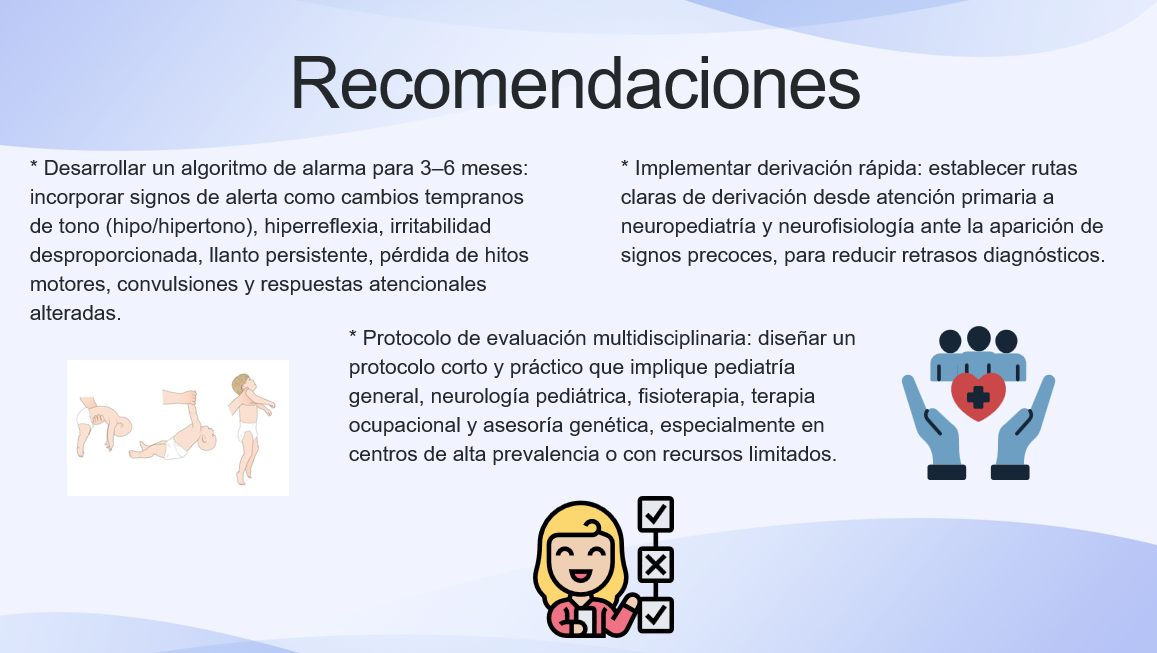 Recomendaciones
* Desarrollar un algoritmo de alarma para 3–6 meses:
incorporar signos de alerta como cambios tempranos
de tono (hipo/hipertono), hiperreflexia, irritabilidad
desproporcionada, llanto persistente, pérdida de hitos
motores, convulsiones y respuestas atencionales
alteradas.
* Implementar derivación rápida: establecer rutas
claras de derivación desde atención primaria a
neuropediatría y neurofisiología ante la aparición de
signos precoces, para reducir retrasos diagnósticos.
* Protocolo de evaluación multidisciplinaria: diseñar un
protocolo corto y práctico que implique pediatría
general, neurología pediátrica, fisioterapia, terapia
ocupacional y asesoría genética, especialmente en
centros de alta prevalencia o con recursos limitados.